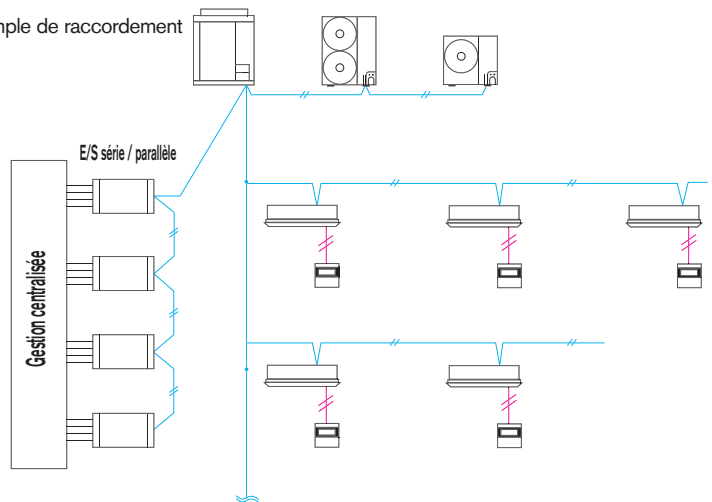 mple de raccordement
E/S série / parallèle
Gestion centralisée